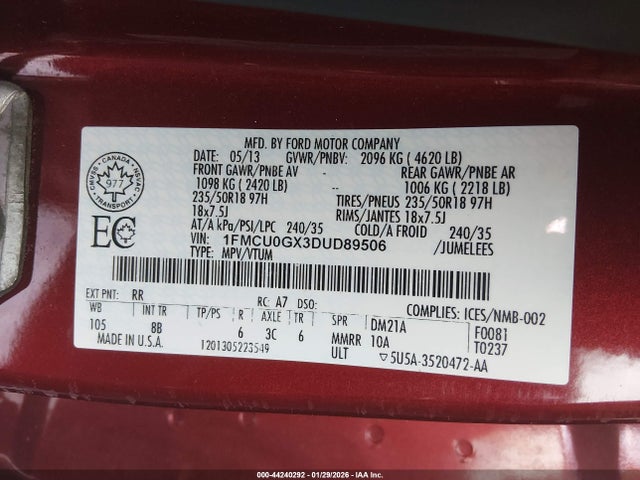 MFD. BY FORD MOTOR COMPANY
DATE: 05/13 GVWR/PNBV: 2096 KG ( 4620 LB)
FRONT GAWR/PNBE AV - REAR GAWR/PNBE AR
1098 KG ( 2420 LB) -- 1006 KG ( 2218 LB)
235/50R18 97H TIRES/PNEUS 235/50R18 97H
18x7.5J RIMS/JANTES 18x7.5J
AT/A kPa/PSI/LPC 240/35 COLD/A FROID 240/35
VIN: 1FMCU0GX3DUD89506 /JUMELEES
TYPE: MPV/VTUM
CANADA
977
TRANSPORT
EC
EXT PNT: RR RC: A7 DSO: COMPLIES: ICES/NMB-002
WB INT TR TP/PS R AXLE TR SPR DM21A F0081
105 8B 6 3C 6 MMRR 10A T0237
MADE IN U.S.A. 1201305223549 ULT ▽5U5A-3520472-AA
000-44240292 - 01/29/2026 - IAA Inc.